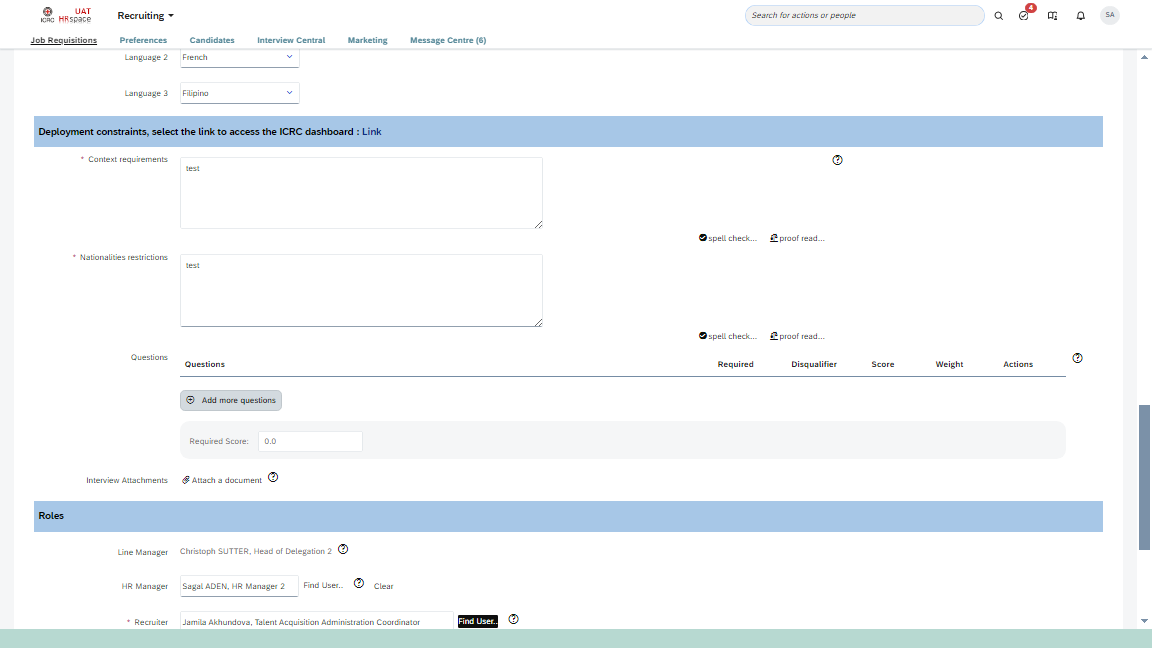 UAT
ICRC HRspace
Recruiting
Search for actions or people
4
SA
Job Requisitions Preferences Candidates Interview Central Marketing Message Centre (6)
Language 2 French
Language 3 Filipino
Deployment constraints, select the link to access the ICRC dashboard : Link
* Context requirements test
spell check... proof read...
* Nationalities restrictions test
spell check... proof read...
Questions
Questions Required Disqualifier Score Weight Actions
Add more questions
Required Score: 0.0
Interview Attachments Attach a document
Roles
Line Manager Christoph SUTTER, Head of Delegation 2
HR Manager Sagal ADEN, HR Manager 2 Find User.. Clear
* Recruiter Jamila Akhundova, Talent Acquisition Administration Coordinator Find User..